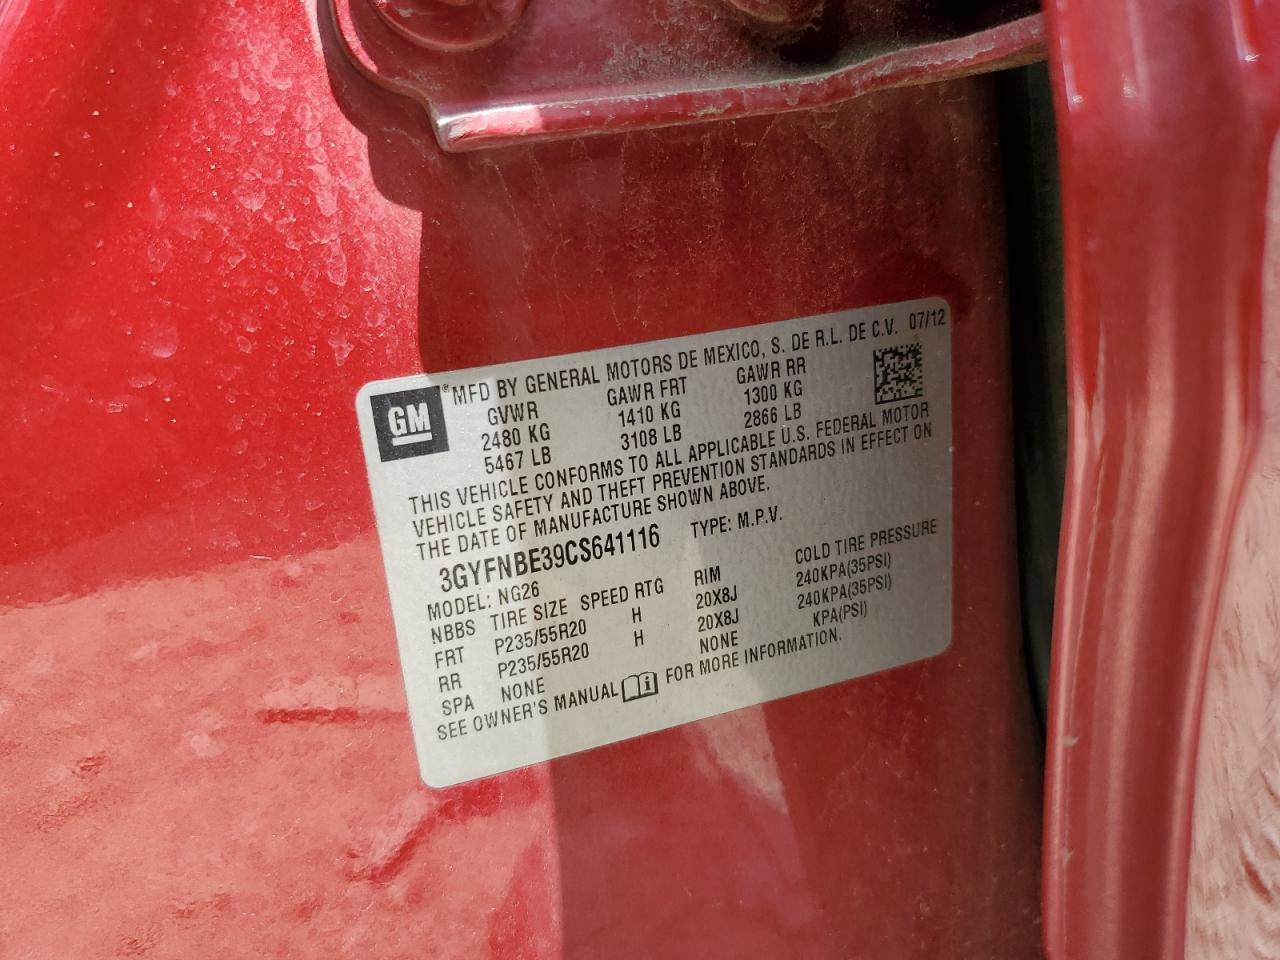 GM ® MFD BY GENERAL MOTORS DE MEXICO, S. DE R.L. DE C.V. 07/12
GVWR GAWR FRT GAWR RR
2480 KG 1410 KG 1300 KG
5467 LB 3108 LB 2866 LB
THIS VEHICLE CONFORMS TO ALL APPLICABLE U.S. FEDERAL MOTOR
VEHICLE SAFETY AND THEFT PREVENTION STANDARDS IN EFFECT ON
THE DATE OF MANUFACTURE SHOWN ABOVE.
3GYFNBE39CS641116 TYPE: M.P.V.
MODEL: NG26
NBBS TIRE SIZE SPEED RTG RIM COLD TIRE PRESSURE
FRT P235/55R20 H 20X8J 240KPA(35PSI)
RR P235/55R20 H 20X8J 240KPA(35PSI)
SPA NONE NONE KPA(PSI)
SEE OWNER'S MANUAL i FOR MORE INFORMATION.